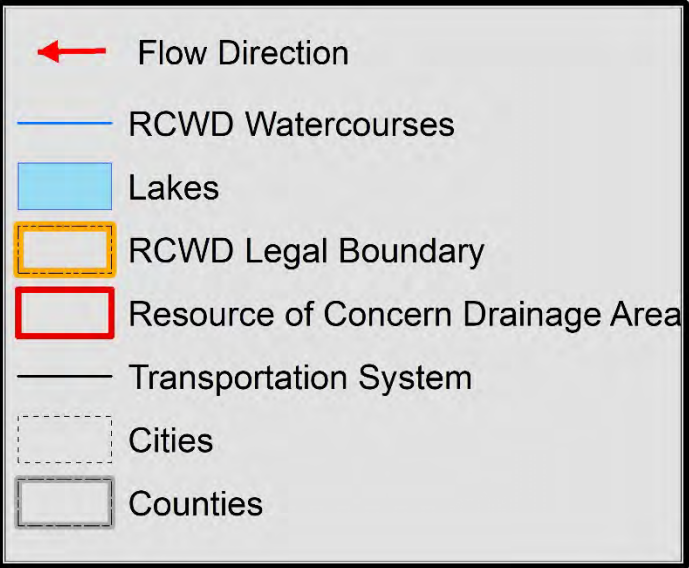 Flow Direction
RCWD Watercourses
Lakes
RCWD Legal Boundary
Resource of Concern Drainage Area
Transportation System
Cities
Counties